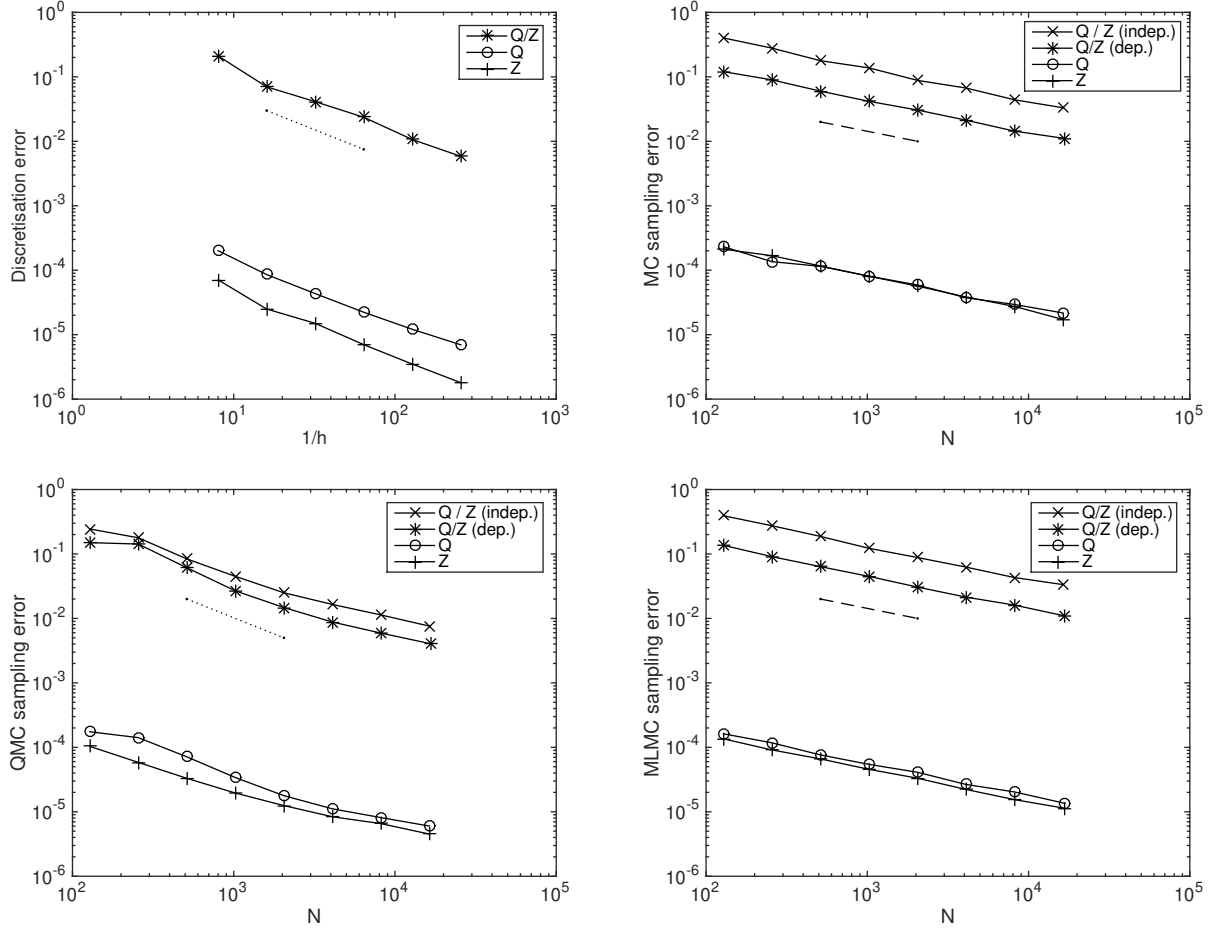 Discretisation error
10^0
10^-1
10^-2
10^-3
10^-4
10^-5
10^-6
10^0
10^1
10^2
10^3
1/h
Q/Z
Q
Z
MC sampling error
10^0
10^-1
10^-2
10^-3
10^-4
10^-5
10^-6
10^2
10^3
10^4
10^5
N
Q / Z (indep.)
Q/Z (dep.)
Q
Z
QMC sampling error
10^0
10^-1
10^-2
10^-3
10^-4
10^-5
10^-6
10^2
10^3
10^4
10^5
N
Q / Z (indep.)
Q/Z (dep.)
Q
Z
MLMC sampling error
10^0
10^-1
10^-2
10^-3
10^-4
10^-5
10^-6
10^2
10^3
10^4
10^5
N
Q / Z (indep.)
Q/Z (dep.)
Q
Z